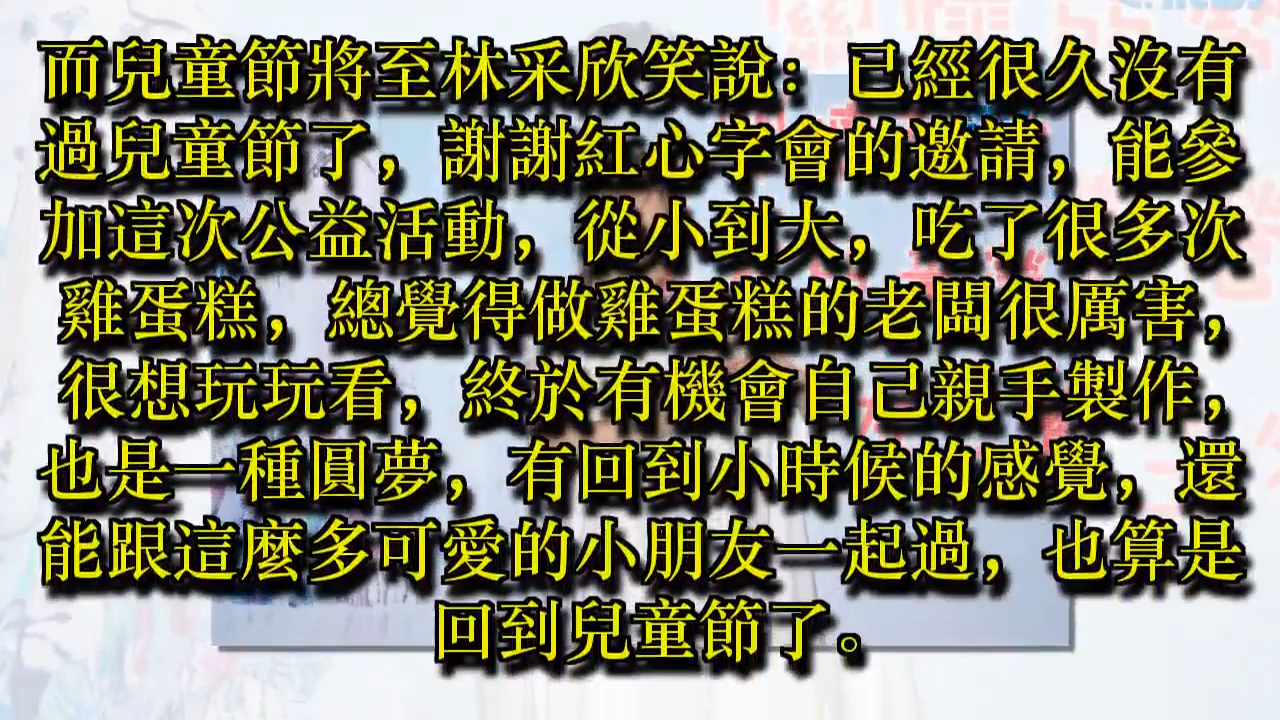 而兒童節將至林采欣笑說：已經很久沒有
過兒童節了，謝謝紅心字會的邀請，能參
加這次公益活動，從小到大，吃了很多次
雞蛋糕，總覺得做雞蛋糕的老闆很厲害，
很想玩玩看，終於有機會自己親手製作，
也是一種圓夢，有回到小時候的感覺，還
能跟這麼多可愛的小朋友一起過，也算是
回到兒童節了。